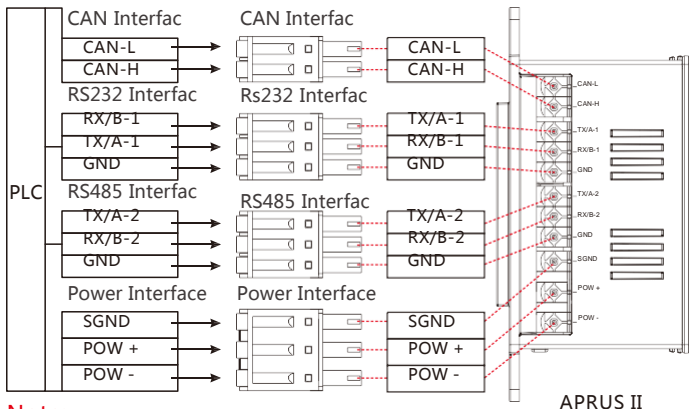 CAN Interfac
CAN-L
CAN-H
RS232 Interfac
RX/B-1
TX/A-1
GND
PLC
RS485 Interfac
TX/A-2
RX/B-2
GND
Power Interface
SGND
POW +
POW -
CAN Interfac
Rs232 Interfac
RS485 Interfac
Power Interface
CAN-L
CAN-H
TX/A-1
RX/B-1
GND
TX/A-2
RX/B-2
GND
SGND
POW +
POW -
CAN-L
CAN-H
TX/A-1
RX/B-1
GND
TX/A-2
RX/B-2
GND
SGND
POW +
POW -
APRUS II